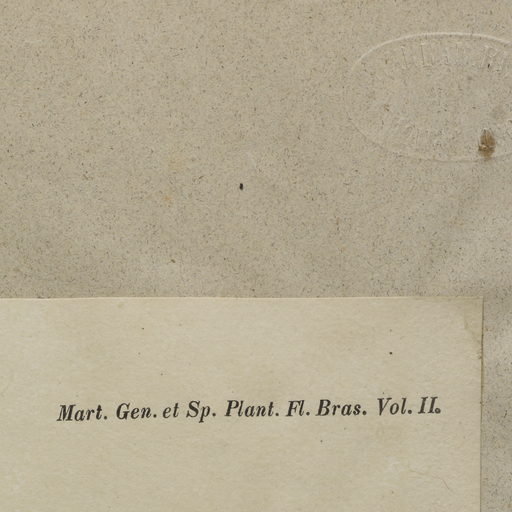 Mart. Gen. et Sp. Plant. Fl. Bras. Vol. II.